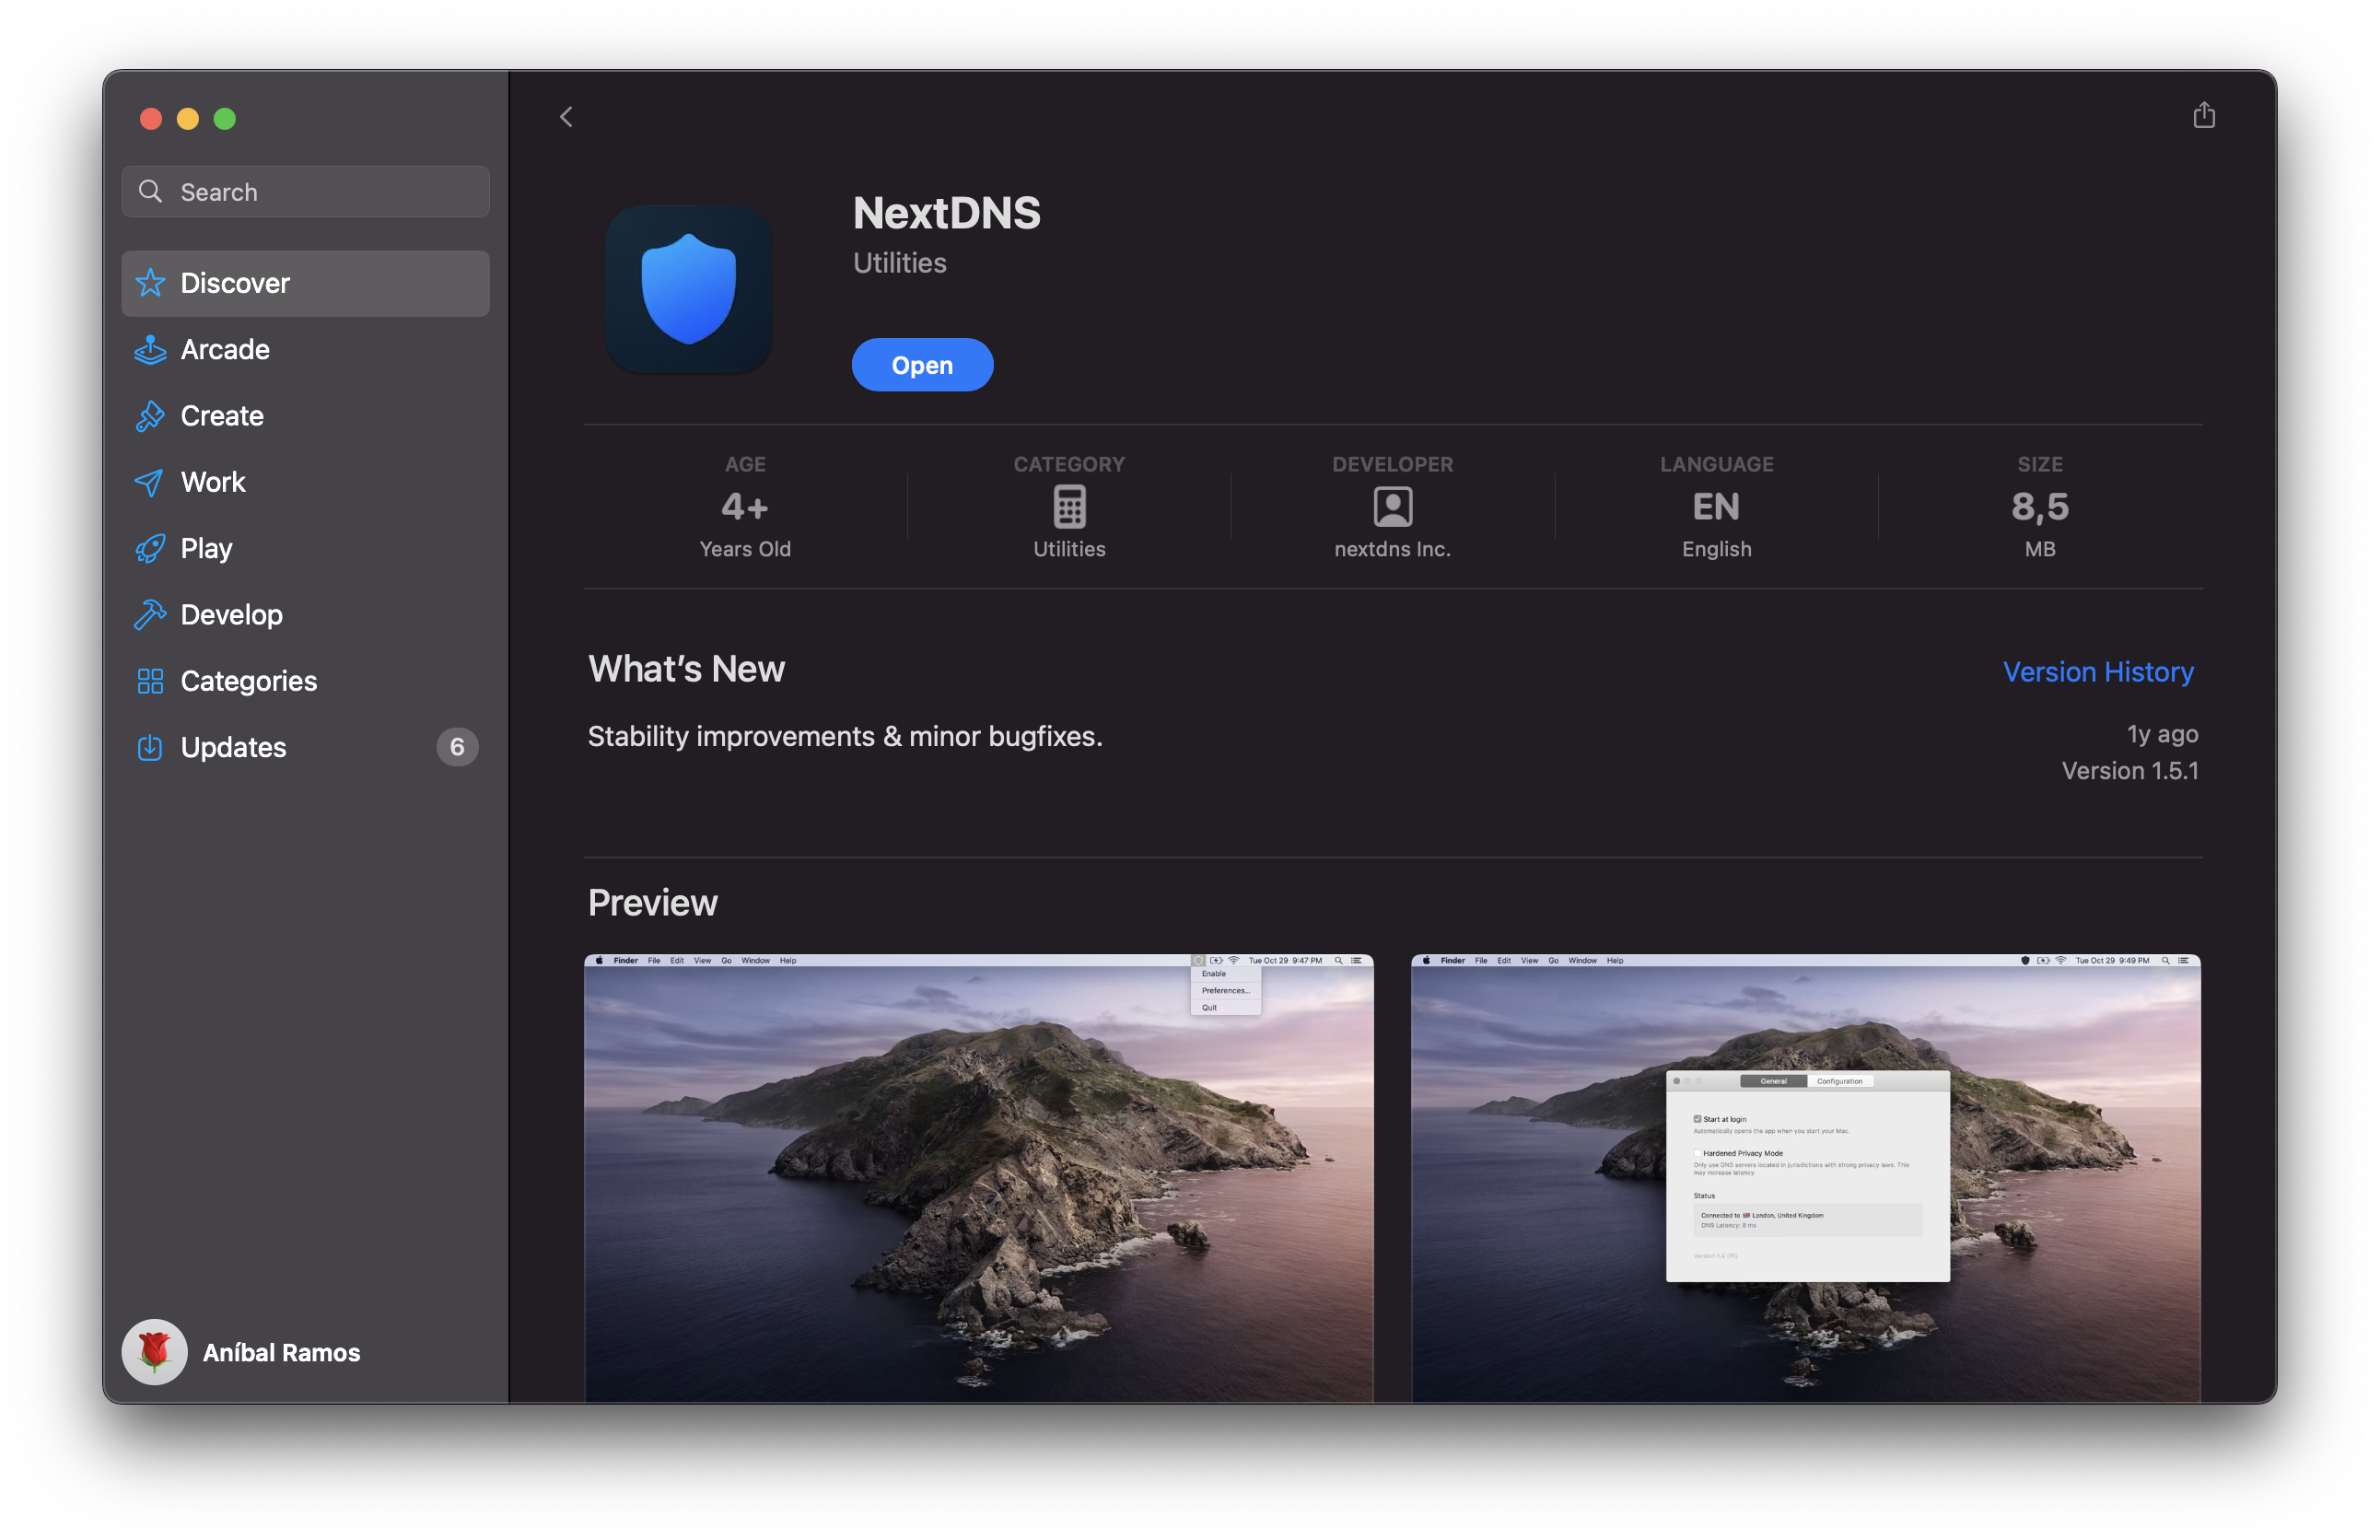 Search
Discover
Arcade
Create
Work
Play
Develop
Categories
Updates 6
Aníbal Ramos
NextDNS
Utilities
Open
AGE
4+
Years Old
CATEGORY
Utilities
DEVELOPER
nextdns Inc.
LANGUAGE
EN
English
SIZE
8,5
MB
What's New
Version History
Stability improvements & minor bugfixes.
1y ago
Version 1.5.1
Preview
Finder File Edit View Go Window Help Tue Oct 29 9:47 PM
Enable
Preferences...
Quit
Finder File Edit View Go Window Help Tue Oct 29 9:49 PM
General Configuration
Start at login
Automatically opens the app when you start your Mac.
Hardened Privacy Mode
Only use DNS servers located in jurisdictions with strong privacy laws. This
may increase latency.
Status
Connected to 🇬🇧 London, United Kingdom
DNS Latency: 8 ms
Version 1.4 (16)